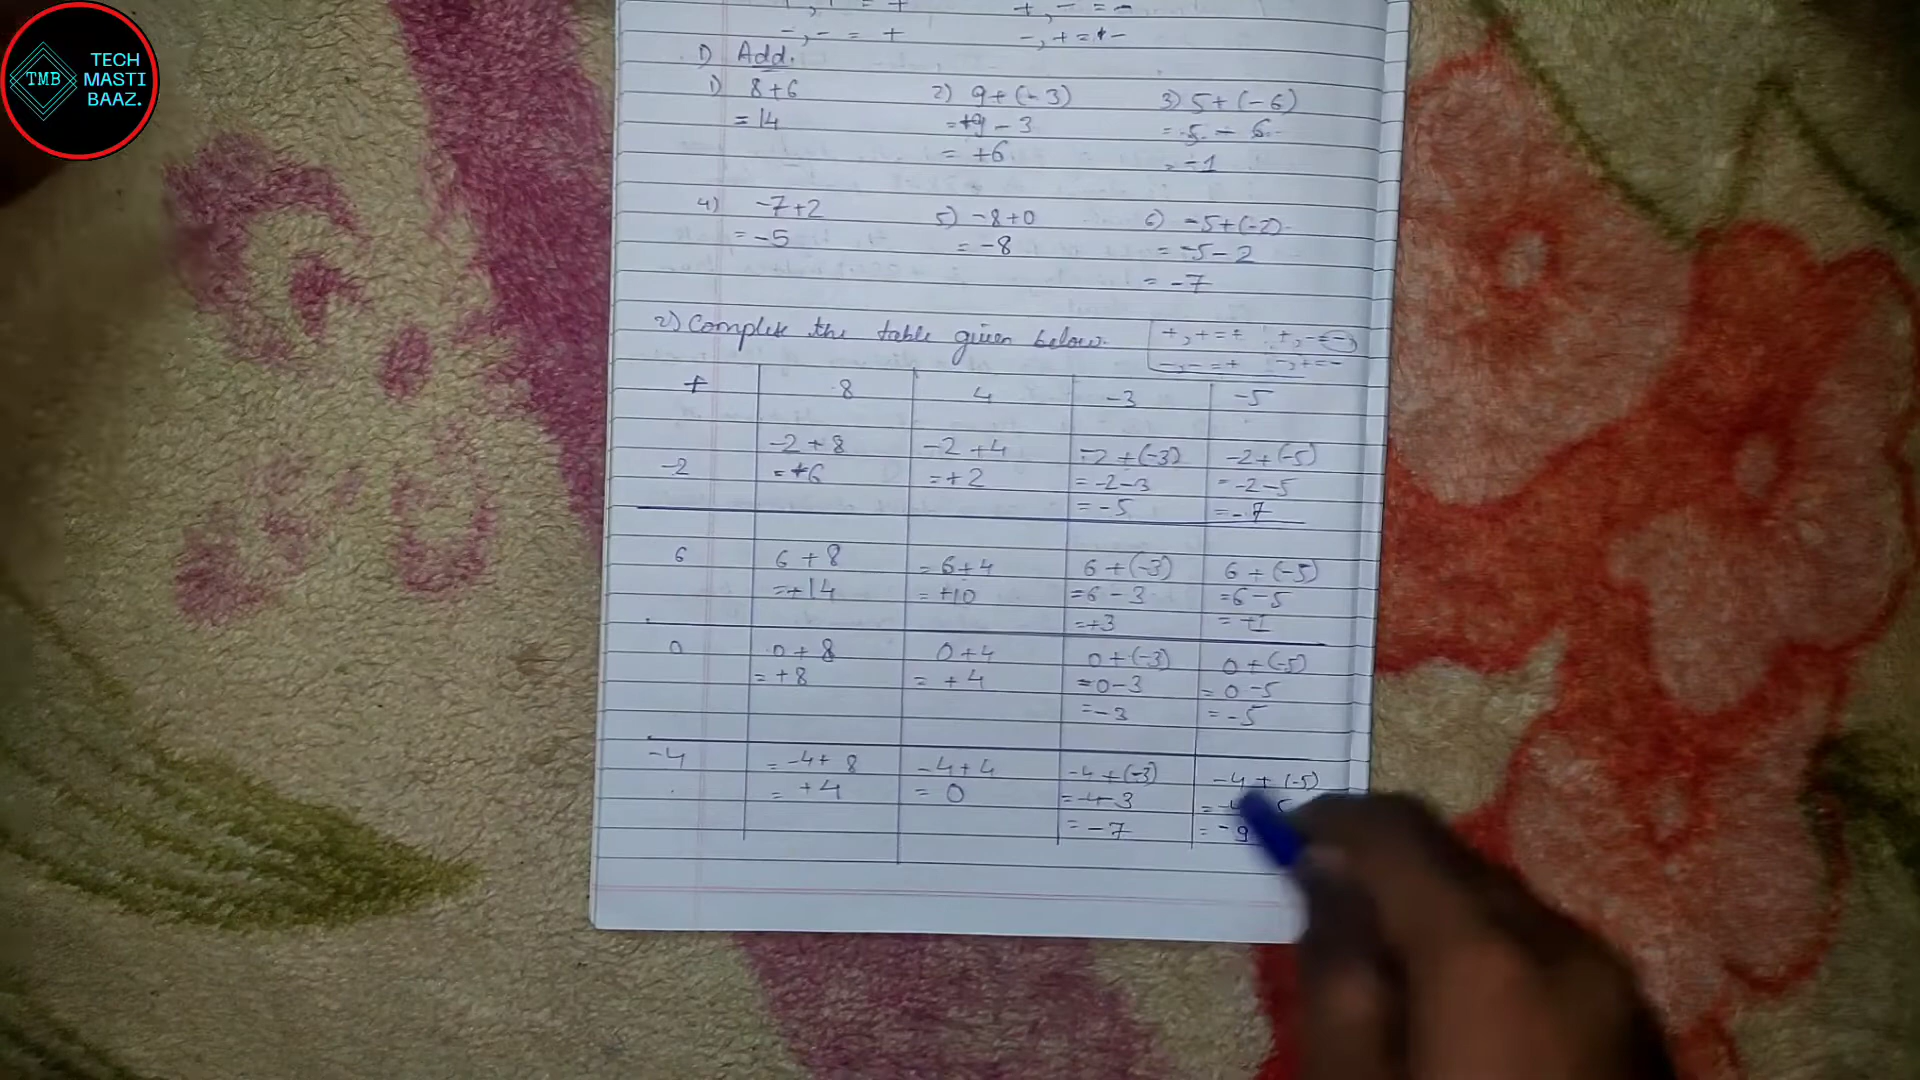 TMB
TECH
MASTI
BAAZ.
+, - = -
-, - = + -, + = -
1) Add.
1) 8+6 2) 9+(-3) 3) 5+(-6)
= 14 = +9 - 3 = 5 - 6
= +6 = -1
4) -7+2 5) -8+0 6) -5+(-2)
= -5 = -8 = -5 - 2
= -7
2) Complete the table given below. +, + = + +, - = -
-, - = + -, + = -
+ 8 4 -3 -5
-2+8 -2+4 -2+(-3) -2+(-5)
-2 = +6 = +2 = -2-3 = -2-5
= -5 = -7
6 6+8 = 6+4 6+(-3) 6+(-5)
= +14 = +10 = 6-3 = 6-5
= +3 = +1
0 0+8 0+4 0+(-3) 0+(-5)
= +8 = +4 = 0-3 = 0-5
= -3 = -5
-4 = -4+8 -4+4 -4+(-3) -4+(-5)
= +4 = 0 = -4-3
= -7 = -9